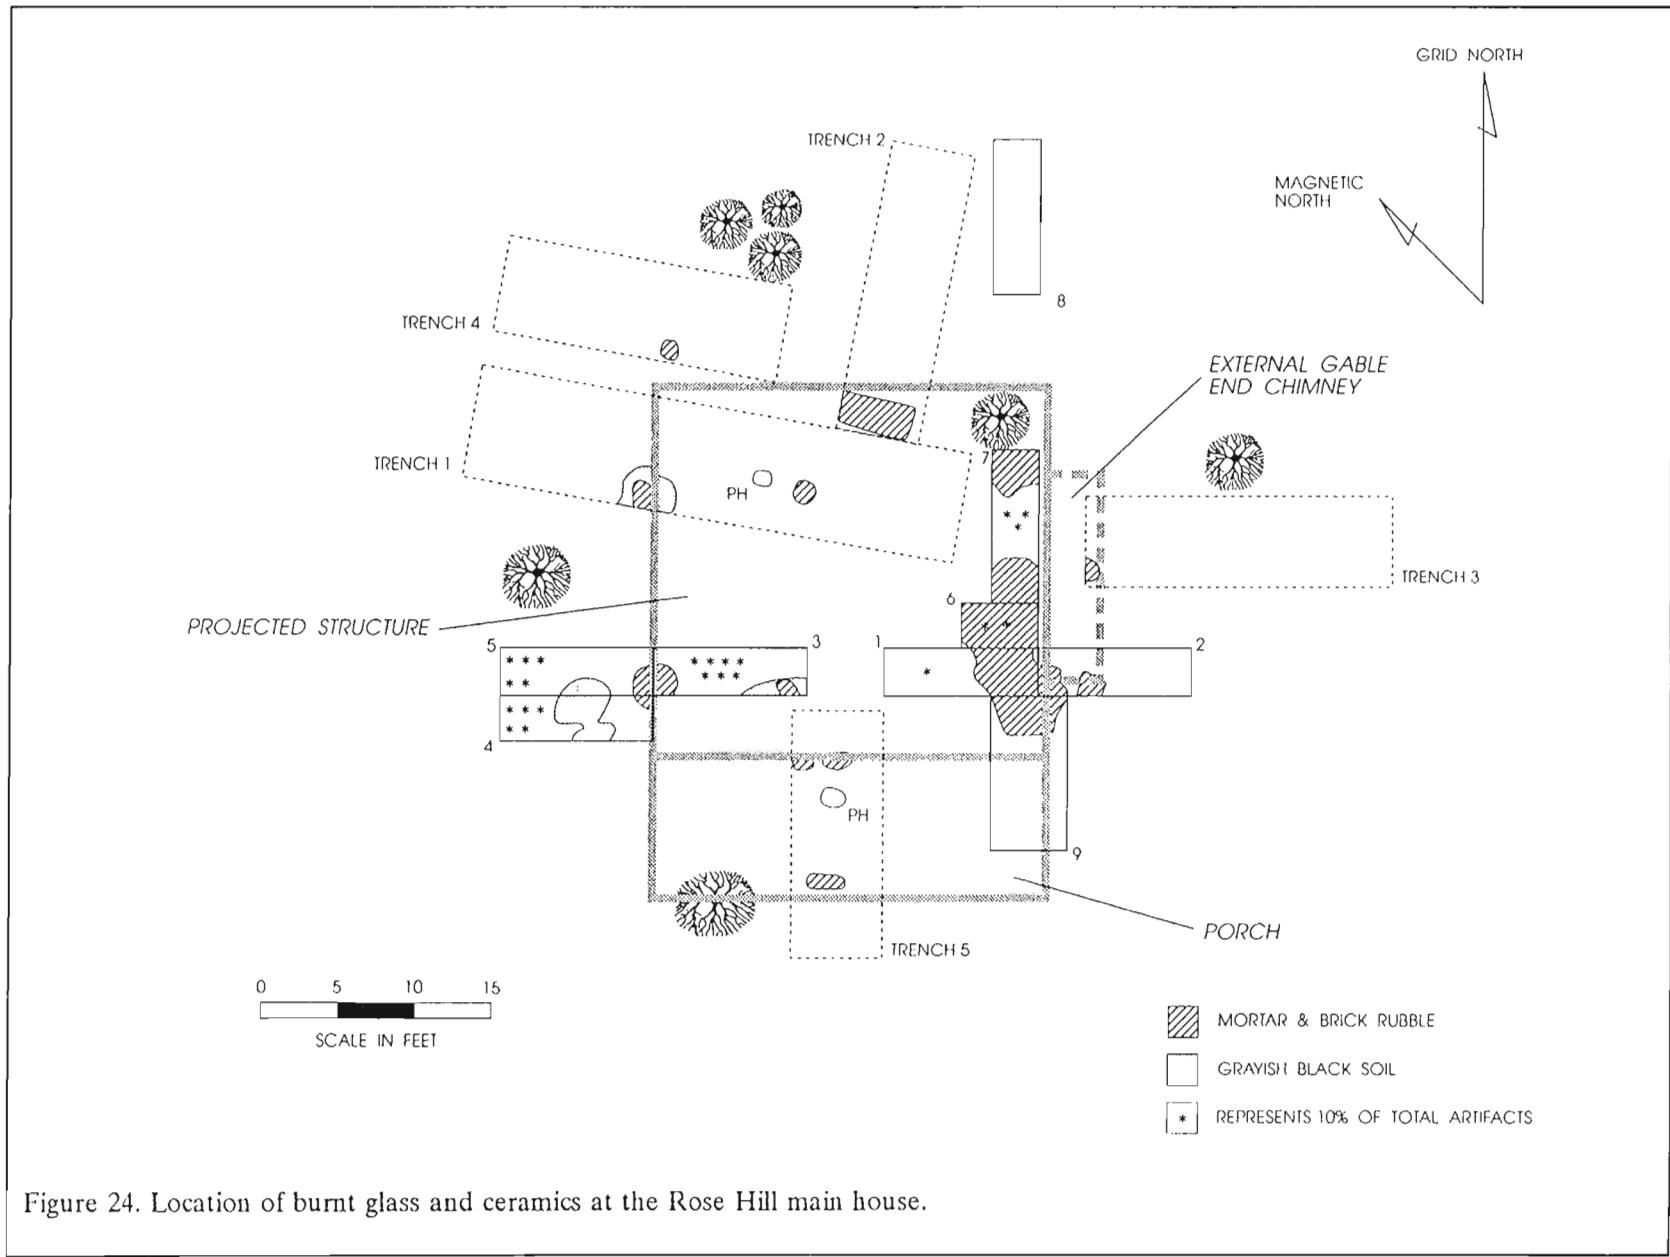 GRID NORTH
MAGNETIC
NORTH
TRENCH 2
8
TRENCH 4
EXTERNAL GABLE
END CHIMNEY
TRENCH 1
7
PH
TRENCH 3
6
PROJECTED STRUCTURE
5
3
1
2
4
PH
9
PORCH
TRENCH 5
0 5 10 15
SCALE IN FEET
MORTAR & BRICK RUBBLE
GRAYISH BLACK SOIL
* REPRESENTS 10% OF TOTAL ARTIFACTS
Figure 24. Location of burnt glass and ceramics at the Rose Hill main house.